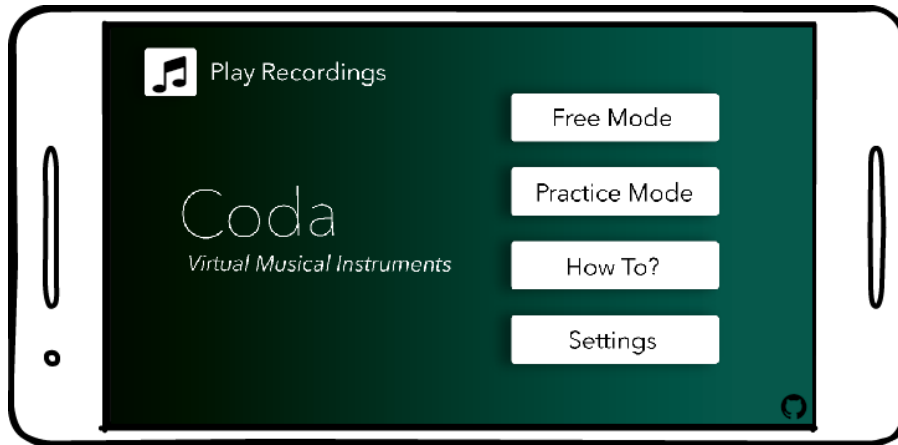 Play Recordings
Coda
Virtual Musical Instruments
Free Mode
Practice Mode
How To?
Settings